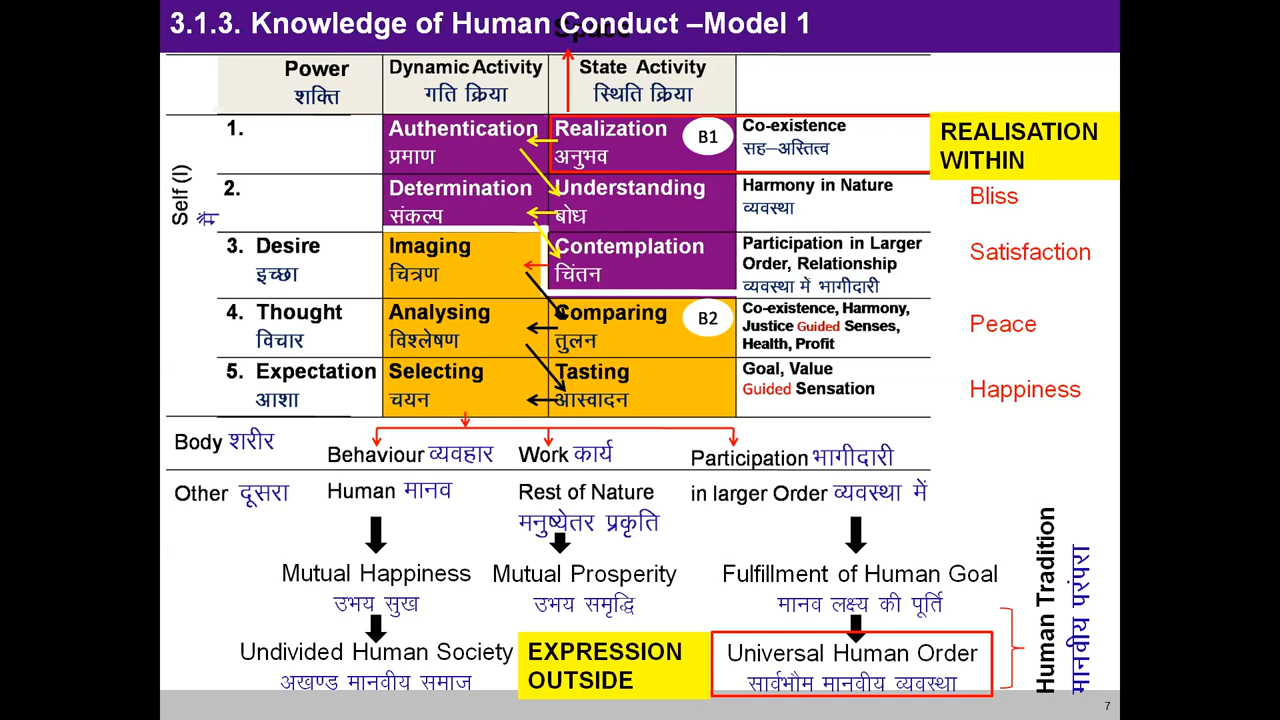 3.1.3. Knowledge of Human Conduct –Model 1
Space
Power Dynamic Activity State Activity
शक्ति गति क्रिया स्थिति क्रिया
Self (I)
मैं
1. Authentication Realization B1 Co-existence
प्रमाण अनुभव सह–अस्तित्व
REALISATION
WITHIN
2. Determination Understanding Harmony in Nature
संकल्प बोध व्यवस्था
Bliss
3. Desire Imaging Contemplation Participation in Larger
Order, Relationship
इच्छा चित्रण चिंतन व्यवस्था में भागीदारी
Satisfaction
4. Thought Analysing Comparing B2 Co-existence, Harmony,
Justice Guided Senses,
विचार विश्लेषण तुलन Health, Profit
Peace
5. Expectation Selecting Tasting Goal, Value
आशा चयन आस्वादन Guided Sensation
Happiness
Body शरीर Behaviour व्यवहार Work कार्य Participation भागीदारी
Other दूसरा Human मानव Rest of Nature in larger Order व्यवस्था में
मनुष्येतर प्रकृति
Mutual Happiness Mutual Prosperity Fulfillment of Human Goal
उभय सुख उभय समृद्धि मानव लक्ष्य की पूर्ति
Undivided Human Society EXPRESSION Universal Human Order
अखण्ड मानवीय समाज OUTSIDE सार्वभौम मानवीय व्यवस्था
Human Tradition
मानवीय परंपरा
7